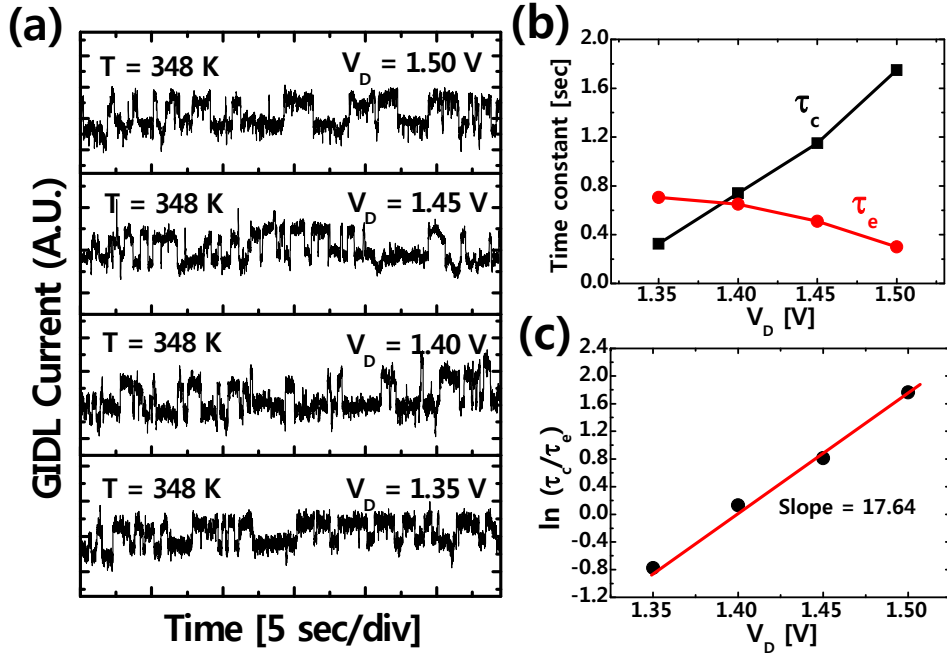 (a)
T = 348 K
V_D = 1.50 V
T = 348 K
V_D = 1.45 V
T = 348 K
V_D = 1.40 V
T = 348 K
V_D = 1.35 V
GIDL Current (A.U.)
Time [5 sec/div]
(b)
2.0
1.6
1.2
0.8
0.4
0.0
Time constant [sec]
τ_c
τ_e
1.35 1.40 1.45 1.50
V_D [V]
(c)
2.4
2.0
1.6
1.2
0.8
0.4
0.0
-0.4
-0.8
-1.2
ln (τ_c/τ_e)
Slope = 17.64
1.35 1.40 1.45 1.50
V_D [V]